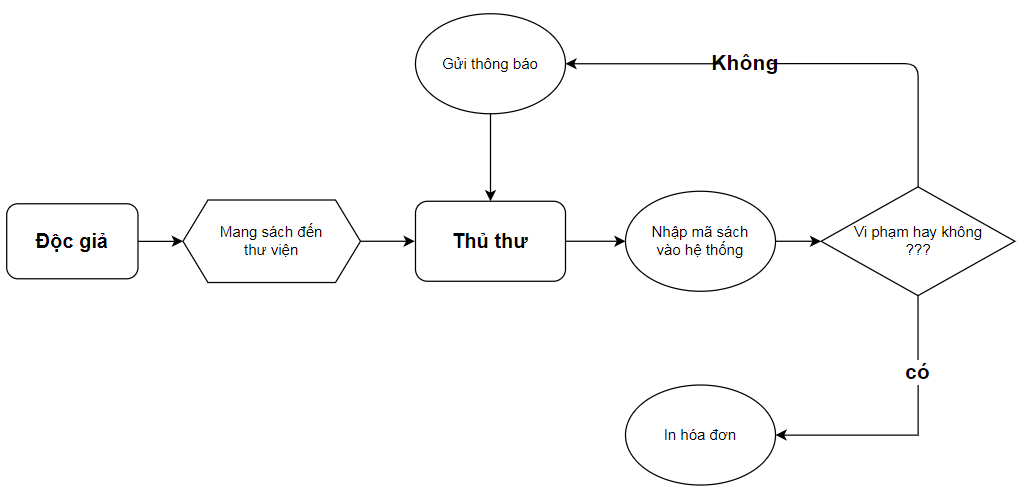 Gửi thông báo
Không
Độc giả
Mang sách đến
thư viện
Thủ thư
Nhập mã sách
vào hệ thống
Vi phạm hay không
???
có
In hóa đơn